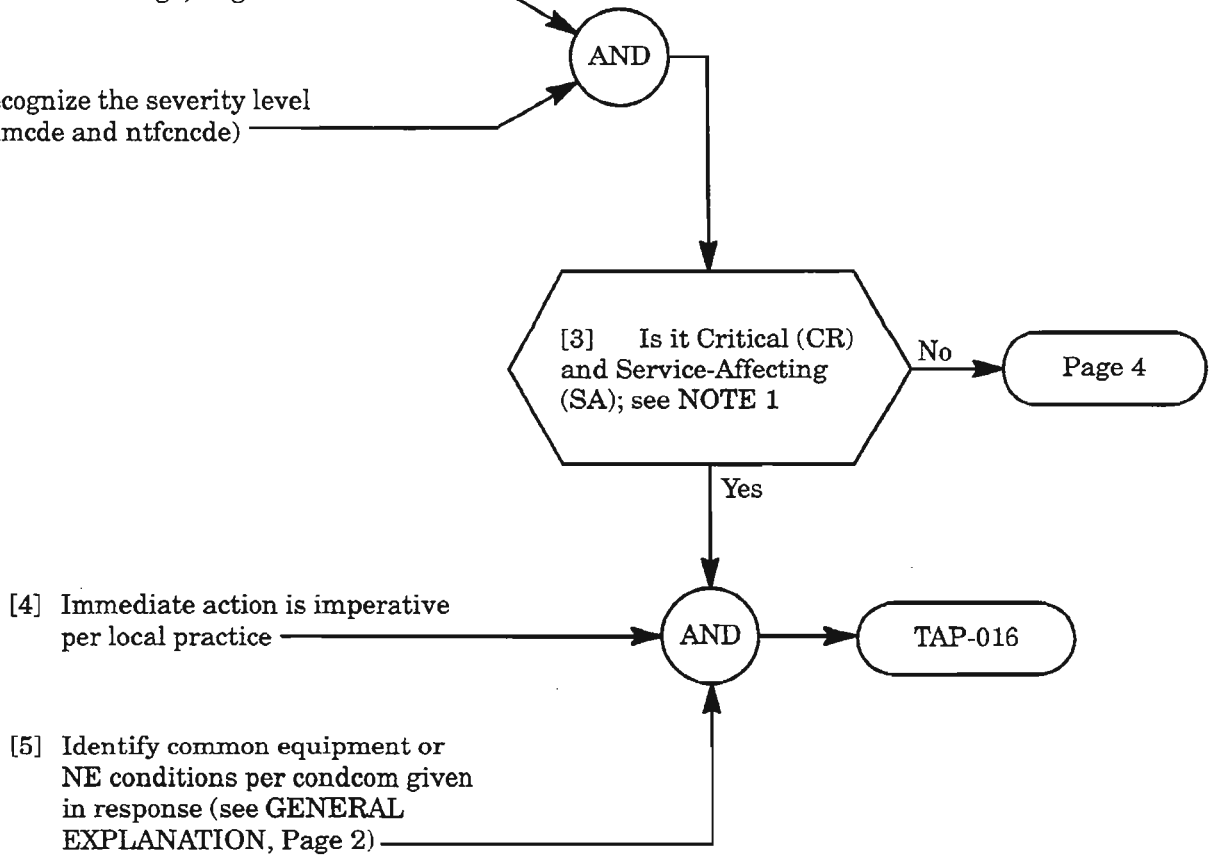 AND
ecognize the severity level
mcde and ntfcncde)
[3] Is it Critical (CR)
and Service-Affecting
(SA); see NOTE 1
No
Page 4
Yes
[4] Immediate action is imperative
per local practice
AND
TAP-016
[5] Identify common equipment or
NE conditions per condcom given
in response (see GENERAL
EXPLANATION, Page 2)